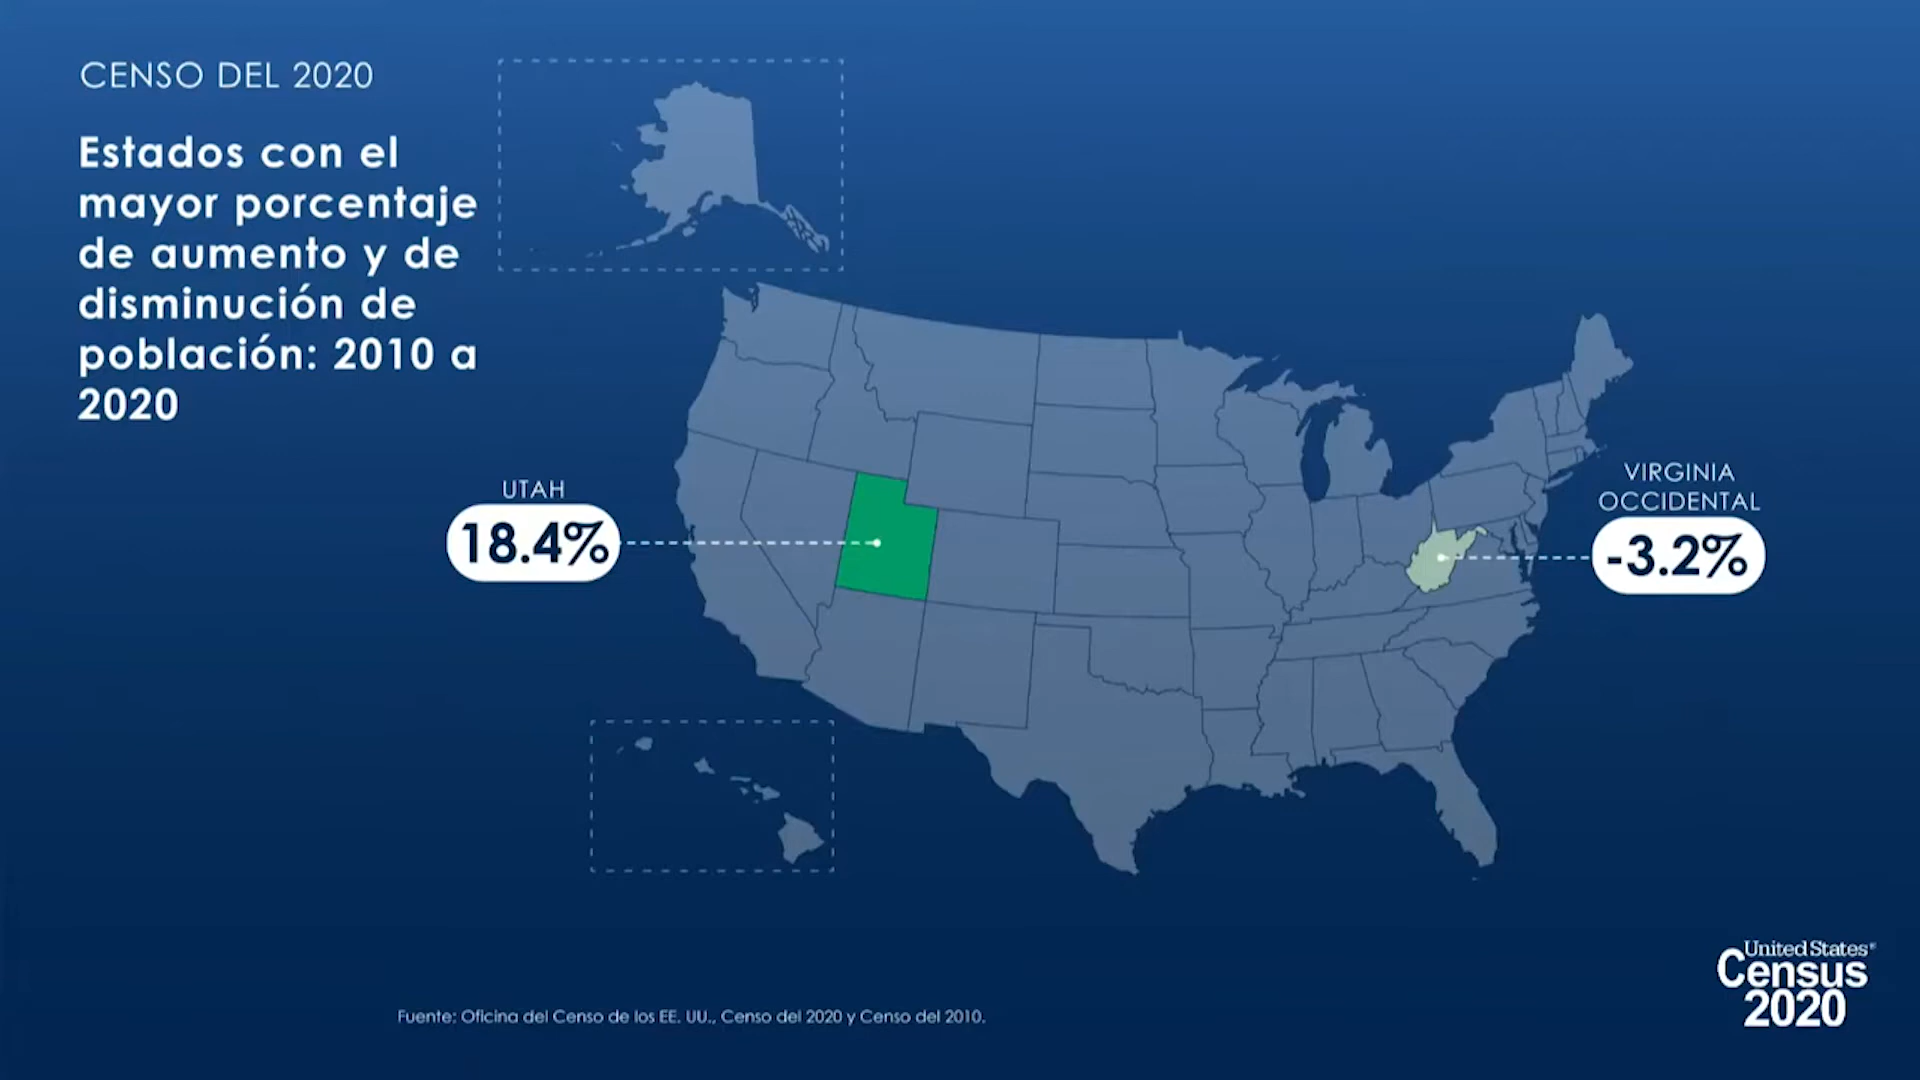 CENSO DEL 2020
Estados con el
mayor porcentaje
de aumento y de
disminución de
población: 2010 a
2020
UTAH
18.4%
VIRGINIA
OCCIDENTAL
-3.2%
Fuente: Oficina del Censo de los EE. UU., Censo del 2020 y Censo del 2010.
United States®
Census
2020